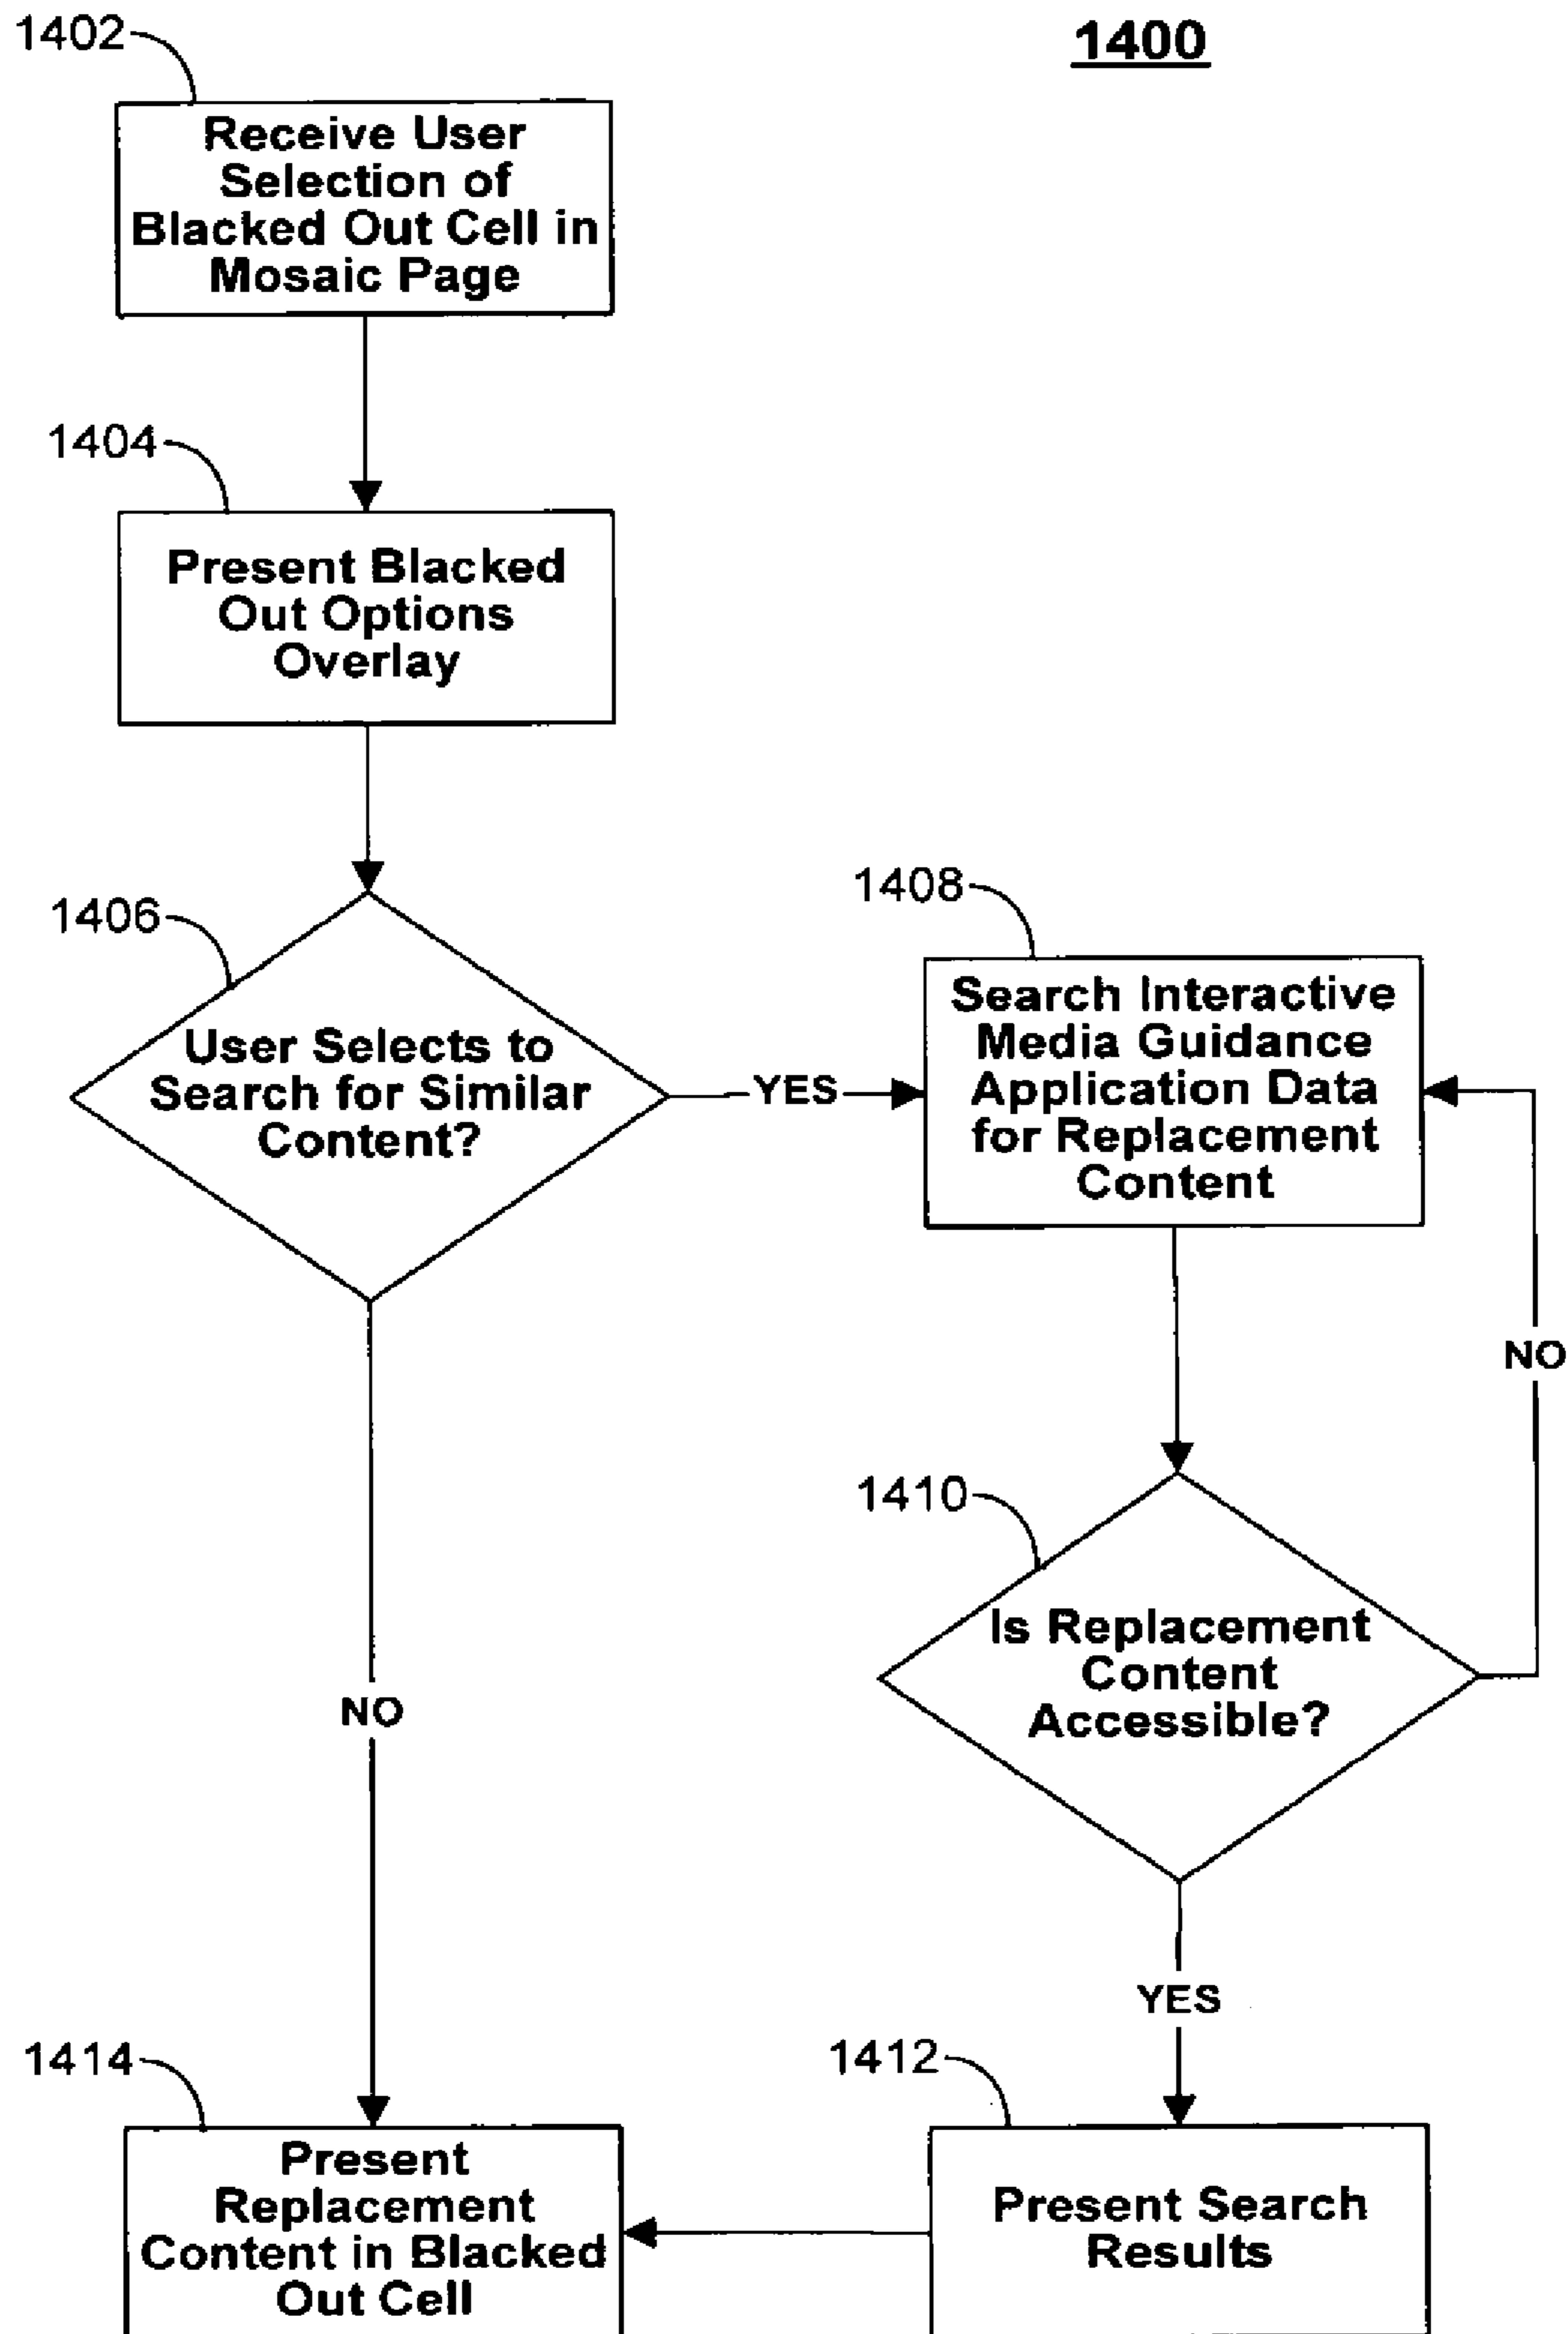 1400
1402
Receive User
Selection of
Blacked Out Cell in
Mosaic Page
1404
Present Blacked
Out Options
Overlay
1406
User Selects to
Search for Similar
Content?
YES
NO
1408
Search Interactive
Media Guidance
Application Data
for Replacement
Content
NO
1410
Is Replacement
Content
Accessible?
YES
1412
Present Search
Results
1414
Present
Replacement
Content in Blacked
Out Cell